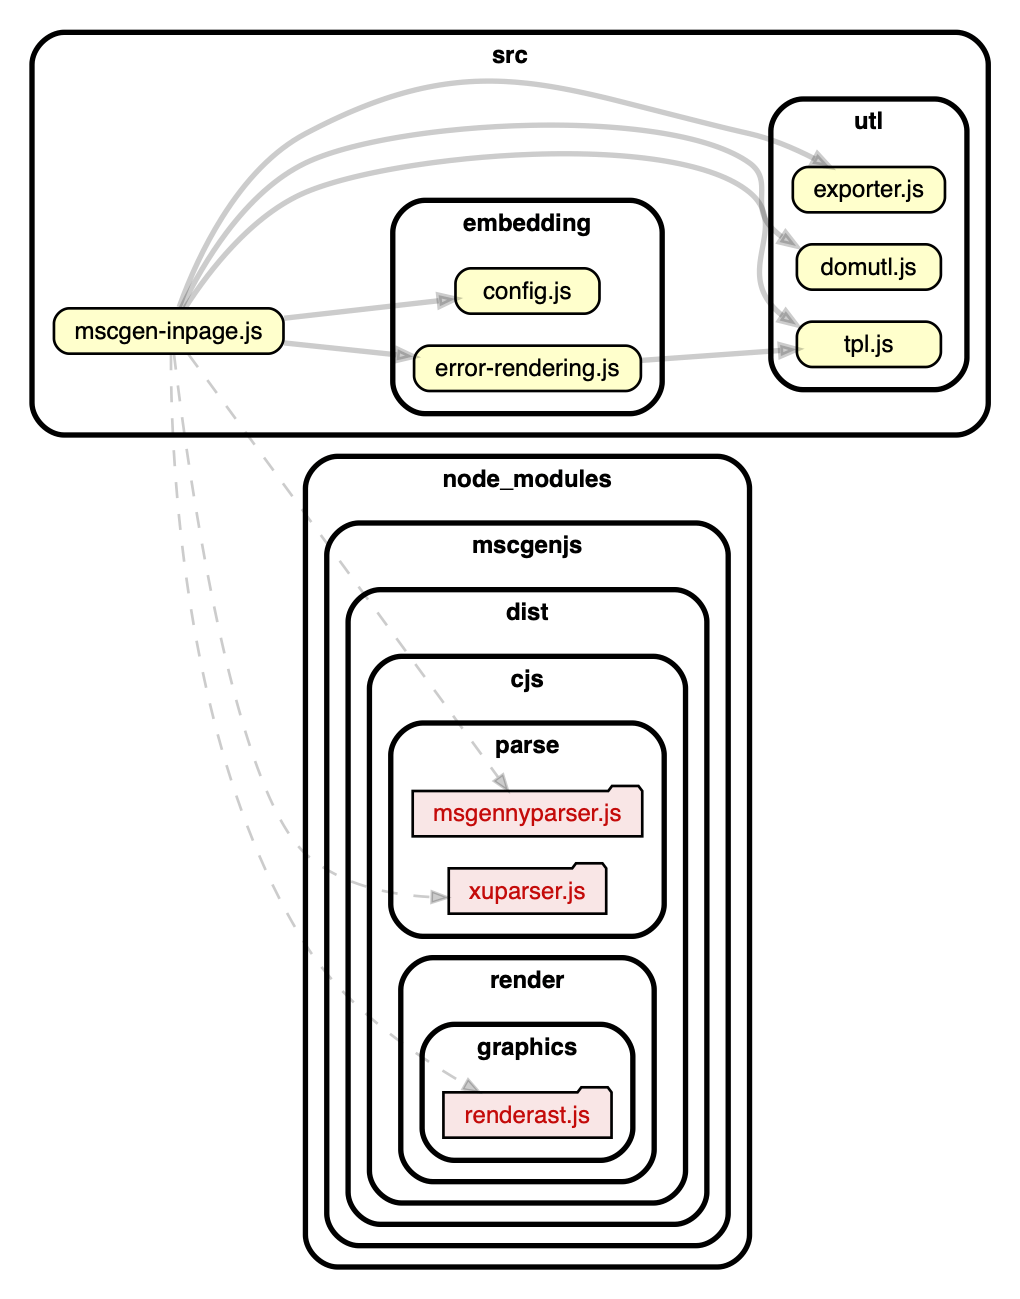 src
utl
exporter.js
embedding
domutl.js
config.js
mscgen-inpage.js
tpl.js
error-rendering.js
node_modules
mscgenjs
dist
cjs
parse
msgennyparser.js
xuparser.js
render
graphics
renderast.js